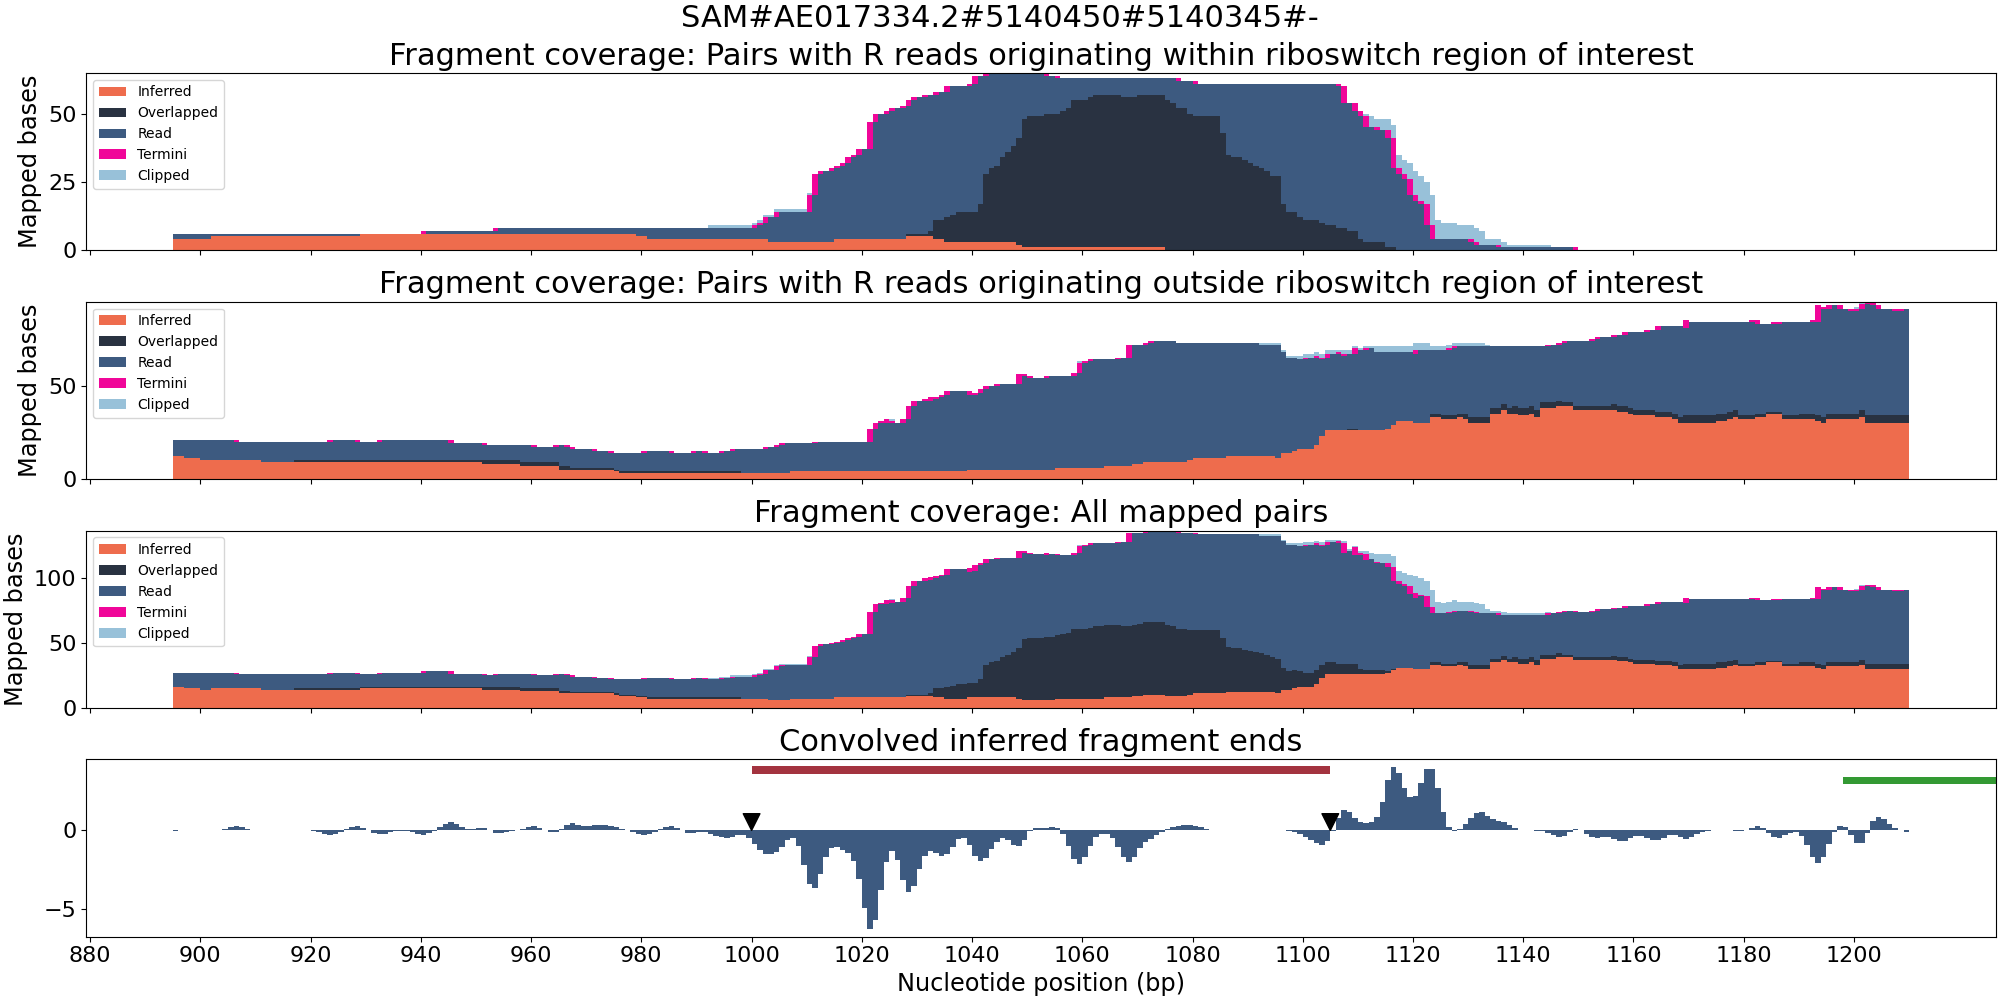 SAM#AE017334.2#5140450#5140345#-
Fragment coverage: Pairs with R reads originating within riboswitch region of interest
Mapped bases
50
25
0
Inferred
Overlapped
Read
Termini
Clipped
Fragment coverage: Pairs with R reads originating outside riboswitch region of interest
Mapped bases
50
0
Inferred
Overlapped
Read
Termini
Clipped
Fragment coverage: All mapped pairs
Mapped bases
100
50
0
Inferred
Overlapped
Read
Termini
Clipped
Convolved inferred fragment ends
0
−5
880 900 920 940 960 980 1000 1020 1040 1060 1080 1100 1120 1140 1160 1180 1200
Nucleotide position (bp)